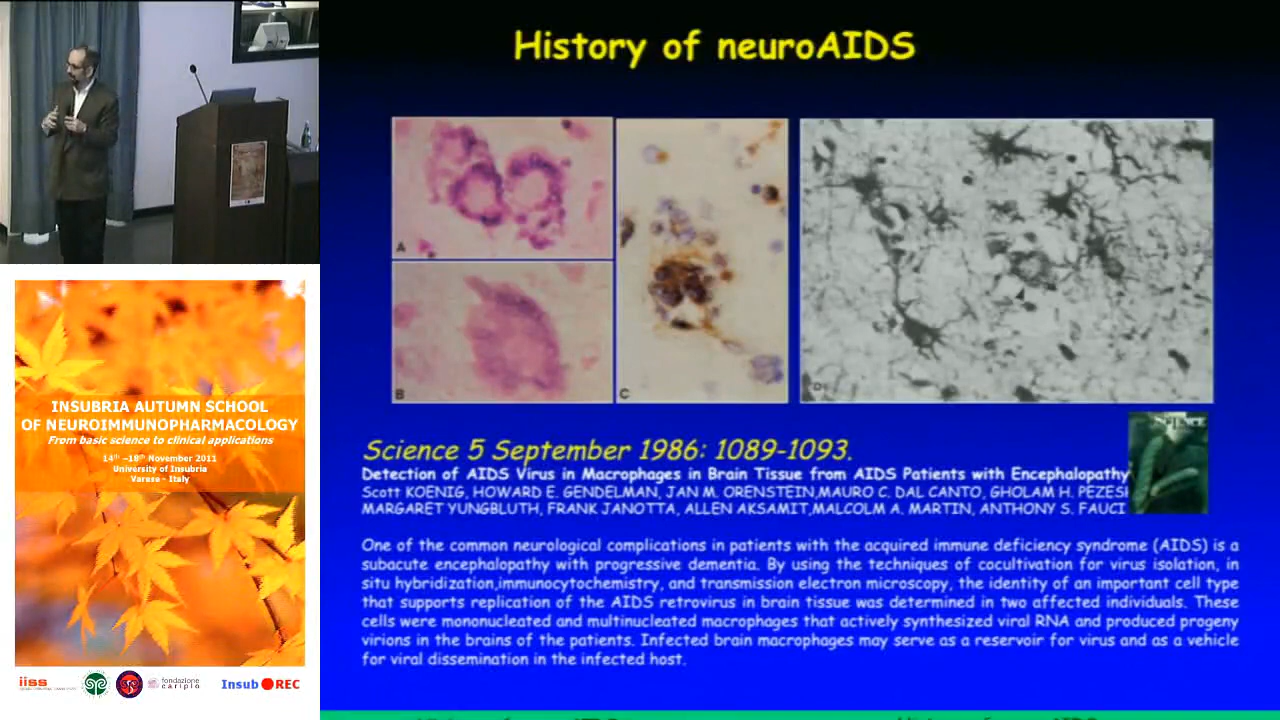 History of neuroAIDS
A
B
C
D
Science 5 September 1986: 1089-1093.
Detection of AIDS Virus in Macrophages in Brain Tissue from AIDS Patients with Encephalopathy
Scott KOENIG, HOWARD E. GENDELMAN, JAN M. ORENSTEIN,MAURO C. DAL CANTO, GHOLAM H. PEZESH
MARGARET YUNGBLUTH, FRANK JANOTTA, ALLEN AKSAMIT,MALCOLM A. MARTIN, ANTHONY S. FAUCI
One of the common neurological complications in patients with the acquired immune deficiency syndrome (AIDS) is a
subacute encephalopathy with progressive dementia. By using the techniques of cocultivation for virus isolation, in
situ hybridization,immunocytochemistry, and transmission electron microscopy, the identity of an important cell type
that supports replication of the AIDS retrovirus in brain tissue was determined in two affected individuals. These
cells were mononucleated and multinucleated macrophages that actively synthesized viral RNA and produced progeny
virions in the brains of the patients. Infected brain macrophages may serve as a reservoir for virus and as a vehicle
for viral dissemination in the infected host.
INSUBRIA AUTUMN SCHOOL
OF NEUROIMMUNOPHARMACOLOGY
From basic science to clinical applications
14th –18th November 2011
University of Insubria
Varese - Italy
iiss
fondazione
cariplo
Insub REC